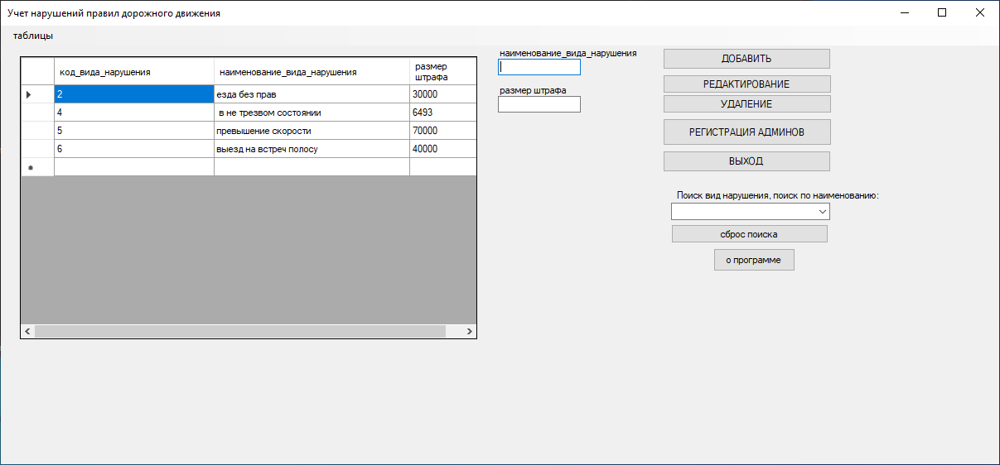 Учет нарушений правил дорожного движения
таблицы
код_вида_нарушения наименование_вида_нарушения размер штрафа
2 езда без прав 30000
4 в не трезвом состоянии 6493
5 превышение скорости 70000
6 выезд на встреч полосу 40000
наименование_вида_нарушения
размер штрафа
ДОБАВИТЬ
РЕДАКТИРОВАНИЕ
УДАЛЕНИЕ
РЕГИСТРАЦИЯ АДМИНОВ
ВЫХОД
Поиск вид нарушения, поиск по наименованию:
сброс поиска
о программе